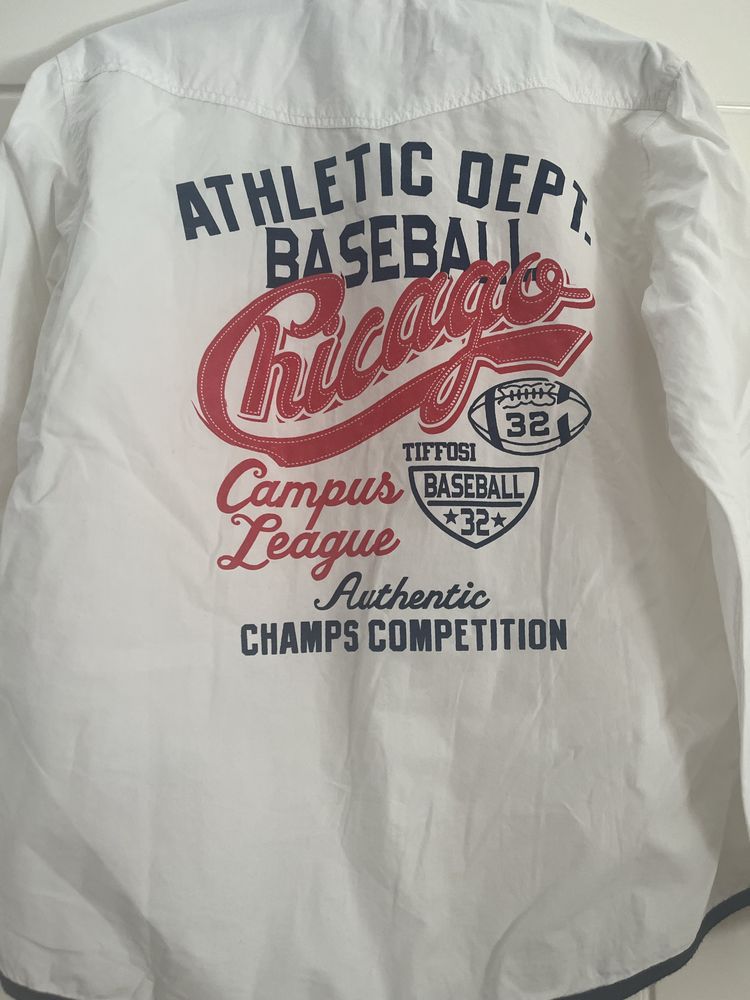 ATHLETIC DEPT.
BASEBALL
Chicago
32
TIFFOSI
BASEBALL
32
Campus
League
Authentic
CHAMPS COMPETITION